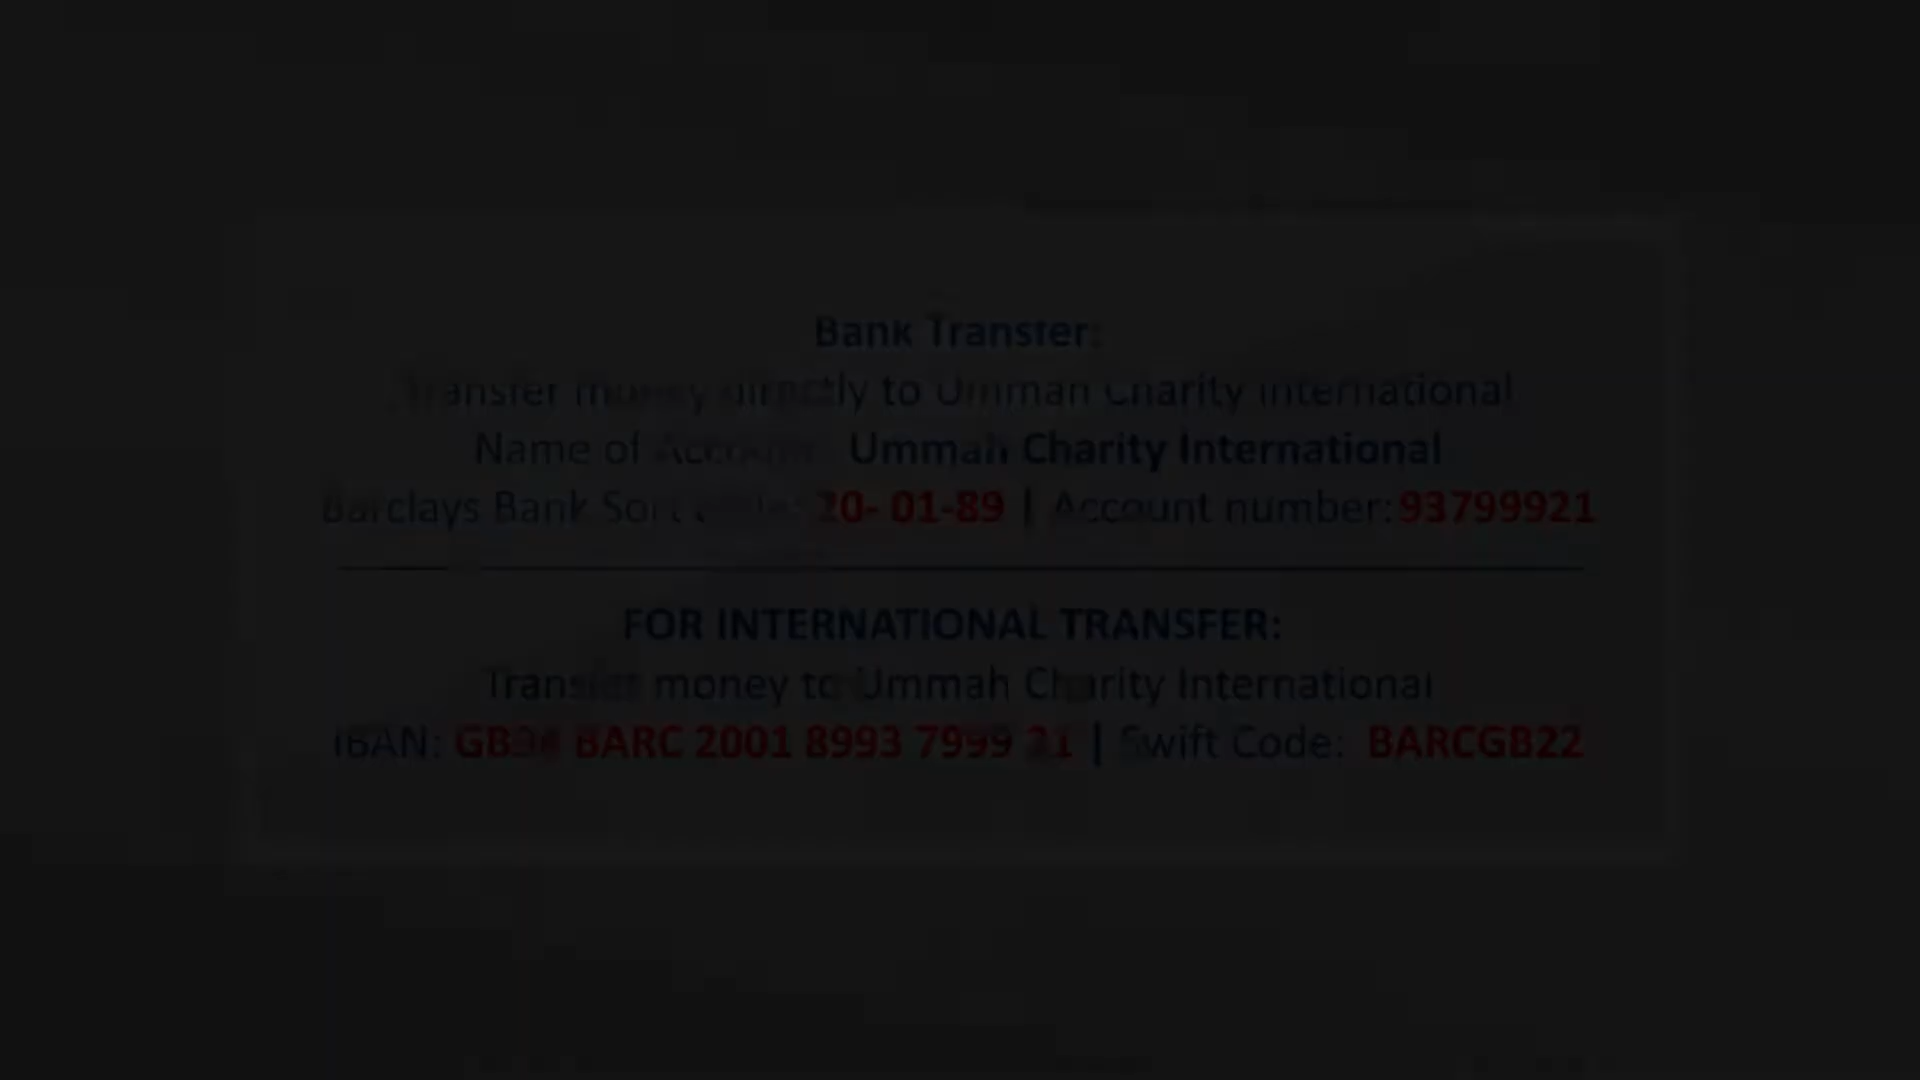 Bank Transfer:
Transfer money directly to Ummah Charity International
Name of Account: Ummah Charity International
Barclays Bank Sort Code: 20- 01-89 | Account number: 93799921
FOR INTERNATIONAL TRANSFER:
Transfer money to Ummah Charity International
IBAN: BARC 2001 8993 7999 21 | Swift Code: BARCGB22